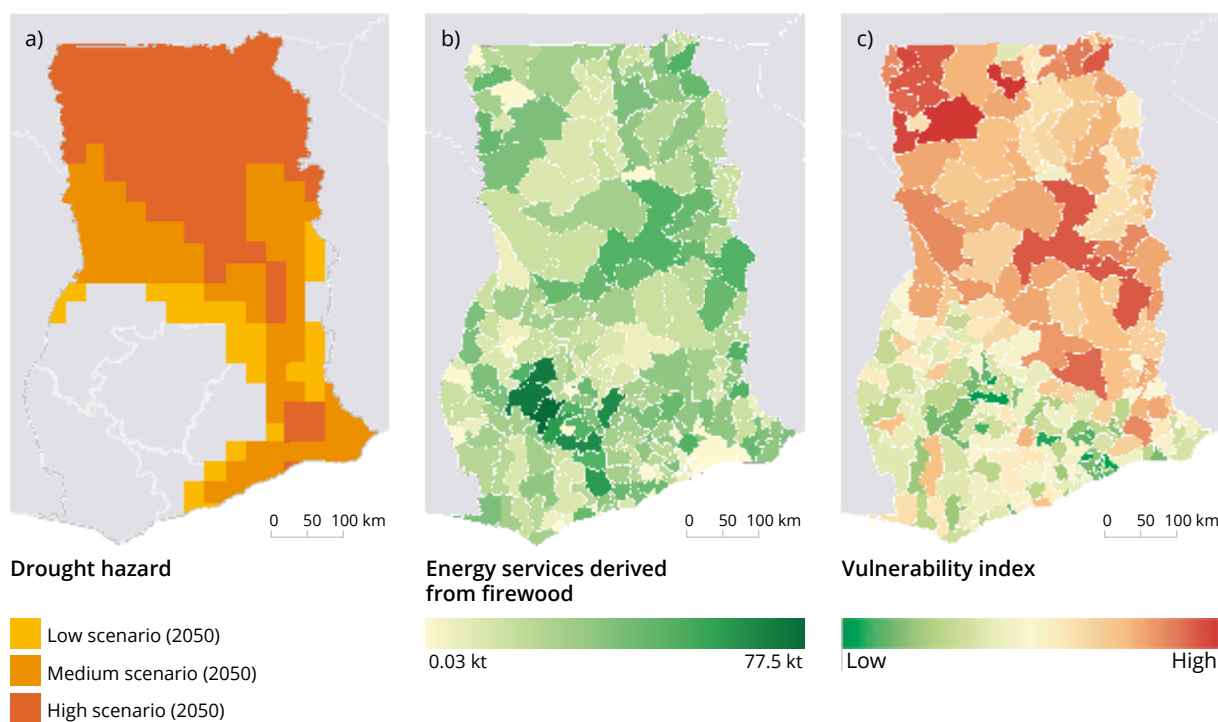 a)
b)
c)
0 50 100 km
0 50 100 km
0 50 100 km
Drought hazard
Low scenario (2050)
Medium scenario (2050)
High scenario (2050)
Energy services derived
from firewood
0.03 kt 77.5 kt
Vulnerability index
Low High